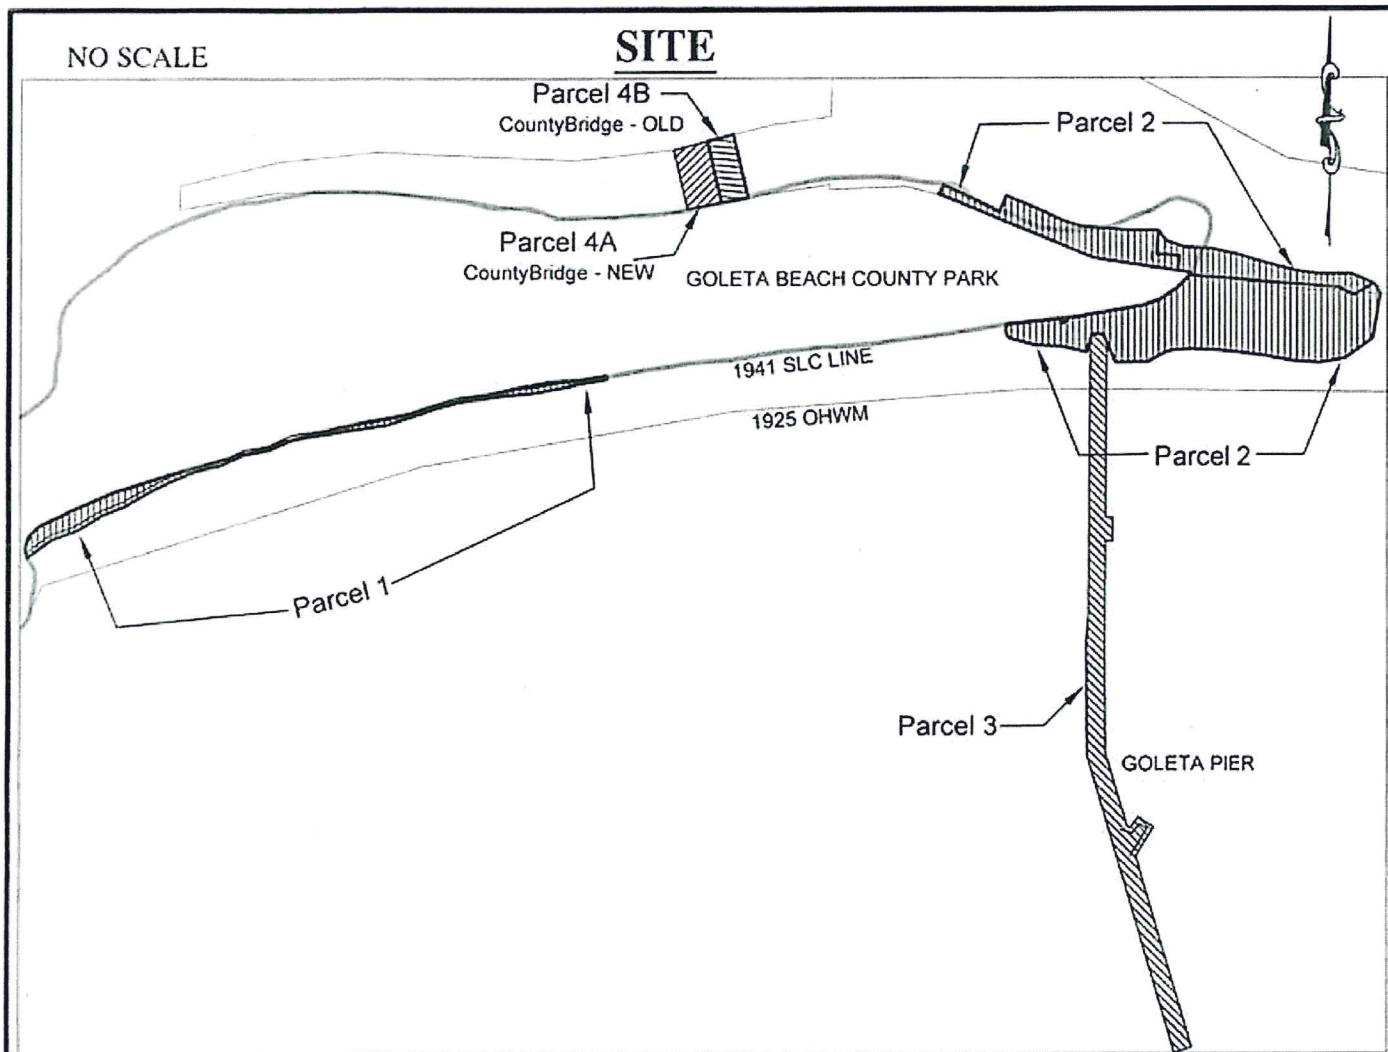 SITE
NO SCALE
Parcel 4B
CountyBridge - OLD
Parcel 2
Parcel 4A
CountyBridge - NEW
GOLETA BEACH COUNTY PARK
1941 SLC LINE
1925 OHWM
Parcel 2
Parcel 1
Parcel 3
GOLETA PIER